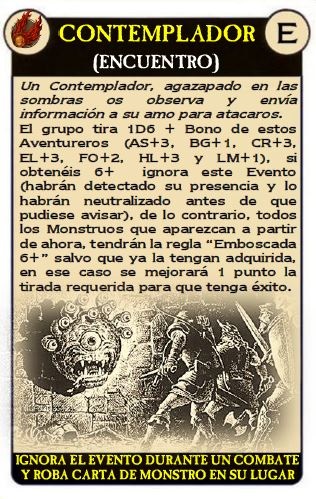 CONTEMPLADOR
E
(ENCUENTRO)
Un Contemplador, agazapado en las
sombras os observa y envía
información a su amo para atacaros.
El grupo tira 1D6 + Bono de estos
Aventureros (AS+3, BG+1, CR+3,
EL+3, FO+2, HL+3 y LM+1), si
obtenéis 6+ ignora este Evento
(habrán detectado su presencia y lo
habrán neutralizado antes de que
pudiese avisar), de lo contrario, todos
los Monstruos que aparezcan a partir
de ahora, tendrán la regla “Emboscada
6+” salvo que ya la tengan adquirida,
en ese caso se mejorará 1 punto la
tirada requerida para que tenga éxito.
IGNORA EL EVENTO DURANTE UN COMBATE
Y ROBA CARTA DE MONSTRO EN SU LUGAR